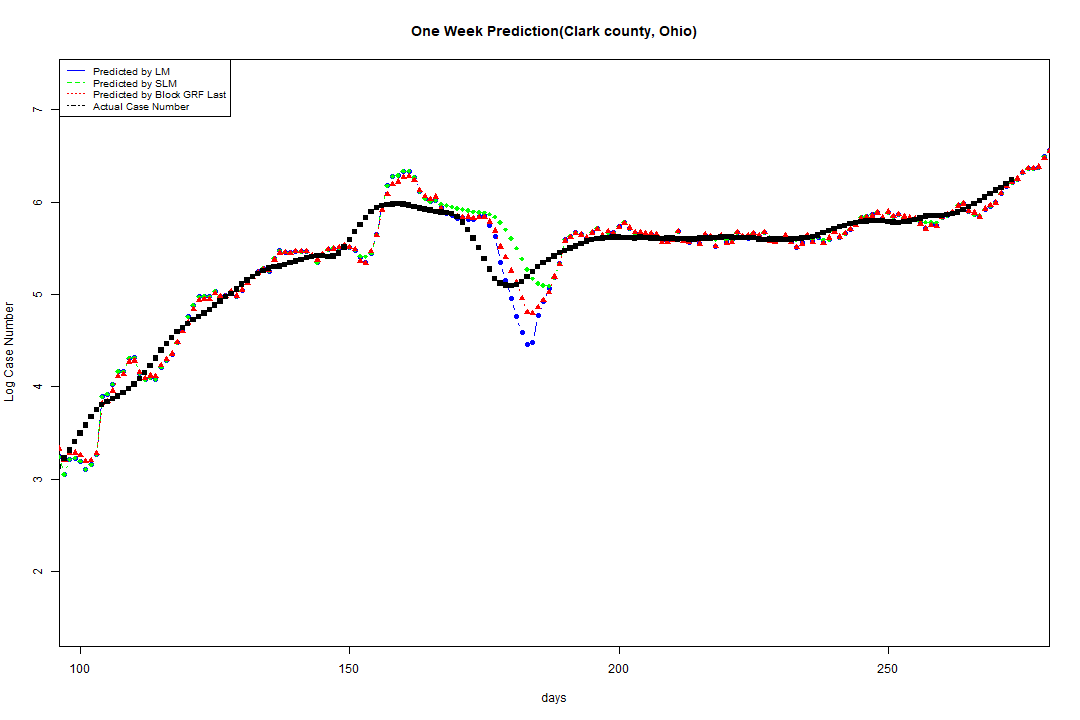 One Week Prediction(Clark county, Ohio)
Predicted by LM
Predicted by SLM
Predicted by Block GRF Last
Actual Case Number
7
6
5
4
3
2
Log Case Number
100 150 200 250
days